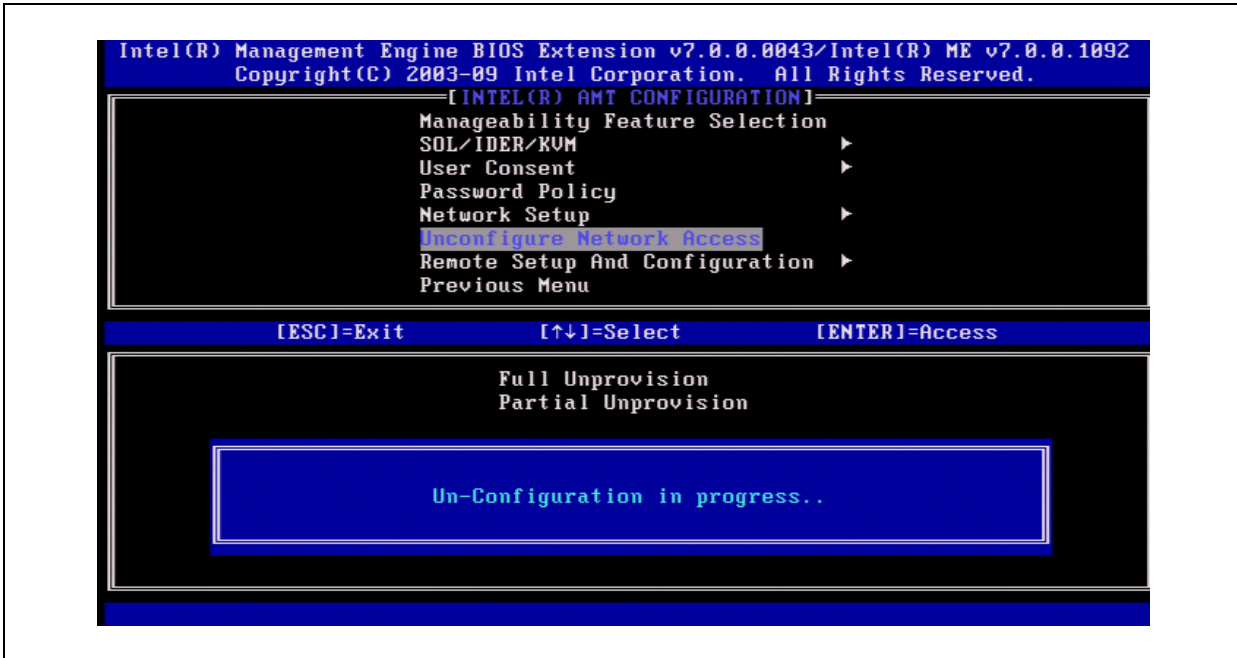 Intel(R) Management Engine BIOS Extension v7.0.0.0043/Intel(R) ME v7.0.0.1092
Copyright(C) 2003-09 Intel Corporation. All Rights Reserved.
[INTEL(R) AMT CONFIGURATION]
Manageability Feature Selection
SOL/IDER/KVM ►
User Consent ►
Password Policy
Network Setup ►
Unconfigure Network Access
Remote Setup And Configuration ►
Previous Menu
[ESC]=Exit [↑↓]=Select [ENTER]=Access
Full Unprovision
Partial Unprovision
Un-Configuration in progress..